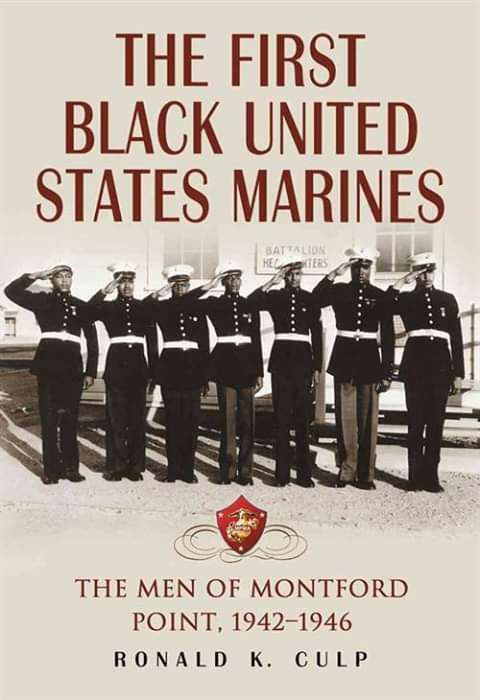 THE FIRST
BLACK UNITED
STATES MARINES
BATTALION
HEADQUARTERS
THE MEN OF MONTFORD
POINT, 1942–1946
RONALD K. CULP